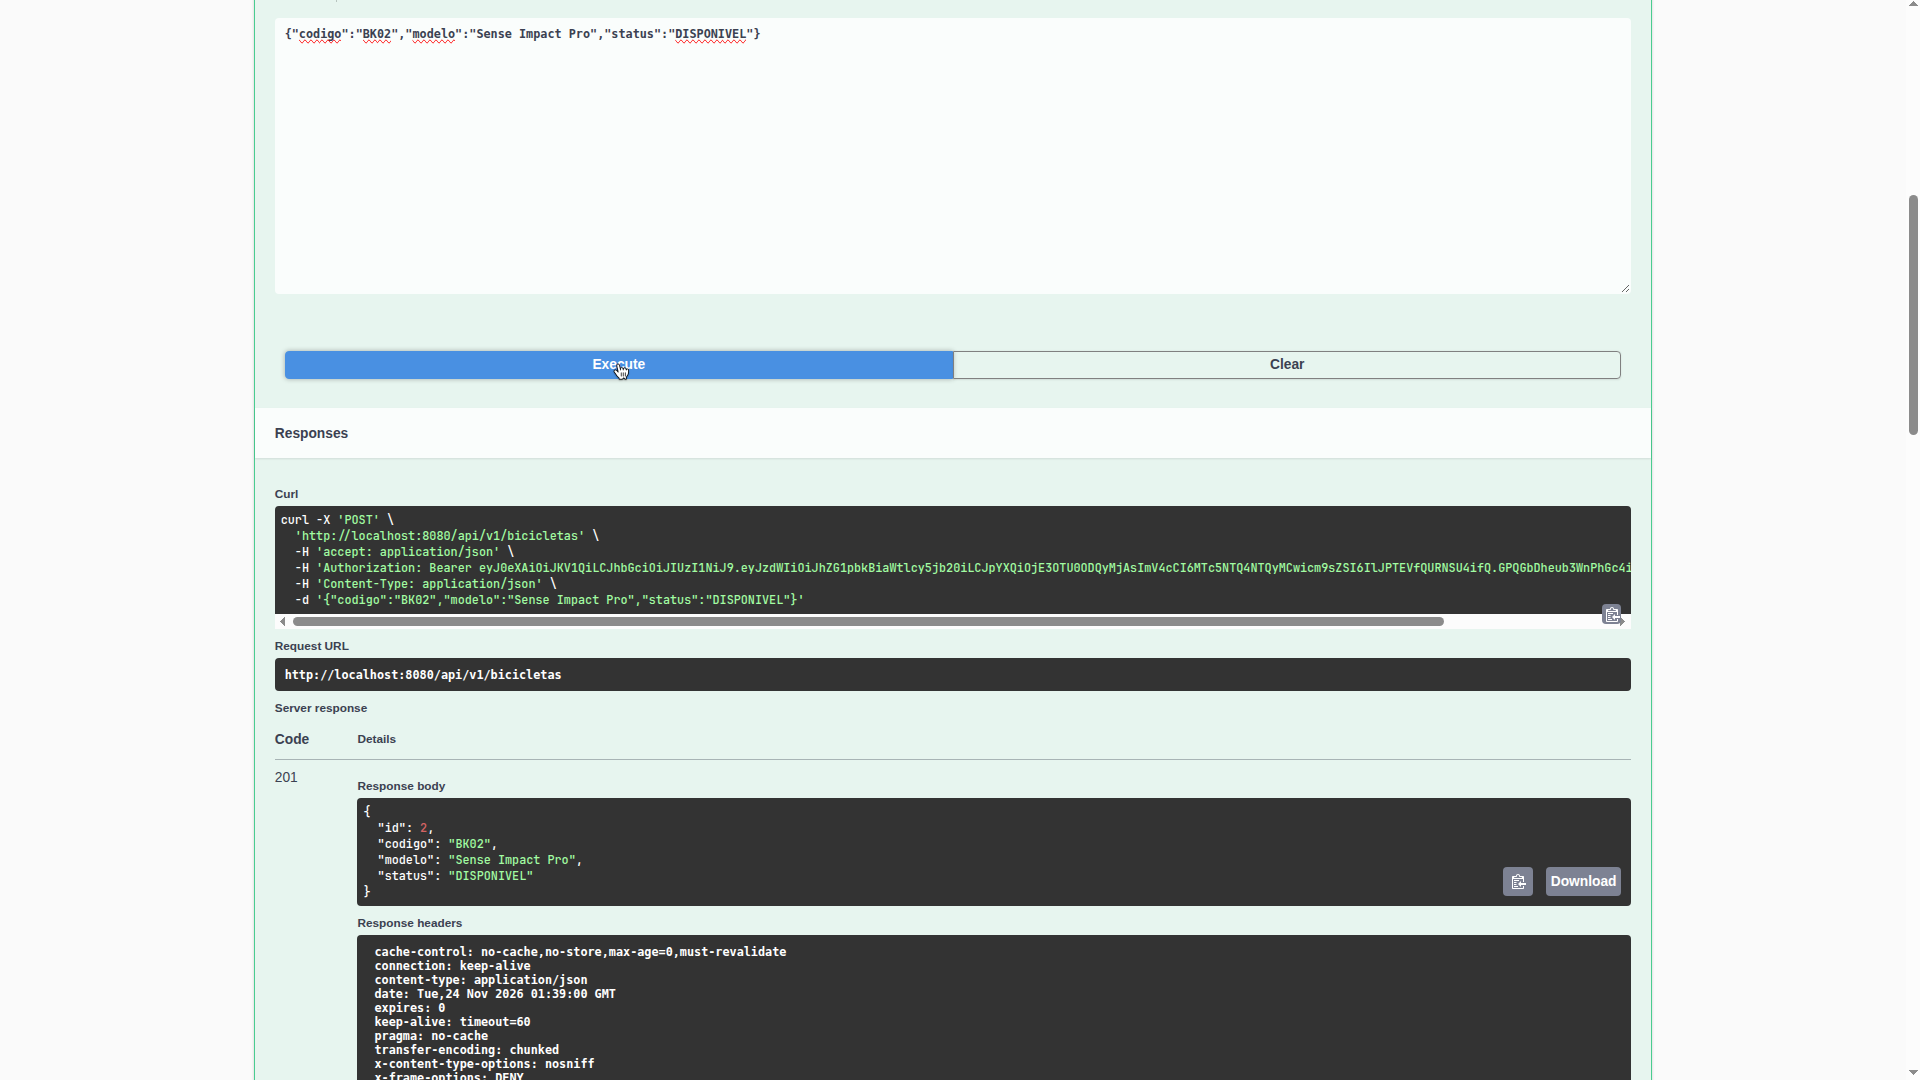 {"codigo":"BK02","modelo":"Sense Impact Pro","status":"DISPONIVEL"}
Execute
Clear
Responses
Curl
curl -X 'POST' \
'http://localhost:8080/api/v1/bicicletas' \
-H 'accept: application/json' \
-H 'Authorization: Bearer eyJ0eXAiOiJKV1QiLCJhbGciOiJIUzI1NiJ9.eyJzdWIiOiJhZG1pbkBiaWtlcy5jb20iLCJpYXQiOjE3OTU0ODQyMjAsImV4cCI6MTc5NTQ4NTQyMCwicm9sZSI6IlJPTEVfQURNSU4ifQ.GPQGbDheub3WnPhGc4i
-H 'Content-Type: application/json' \
-d '{"codigo":"BK02","modelo":"Sense Impact Pro","status":"DISPONIVEL"}'
Request URL
http://localhost:8080/api/v1/bicicletas
Server response
Code Details
201
Response body
{
"id": 2,
"codigo": "BK02",
"modelo": "Sense Impact Pro",
"status": "DISPONIVEL"
}
Download
Response headers
cache-control: no-cache,no-store,max-age=0,must-revalidate
connection: keep-alive
content-type: application/json
date: Tue,24 Nov 2026 01:39:00 GMT
expires: 0
keep-alive: timeout=60
pragma: no-cache
transfer-encoding: chunked
x-content-type-options: nosniff
x-frame-options: DENY